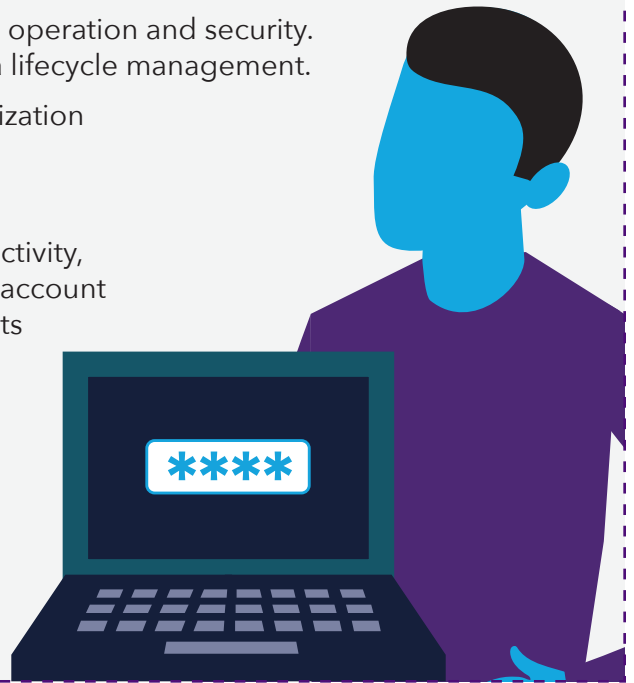 operation and security.
lifecycle management.
ization
ctivity,
account
ts
****